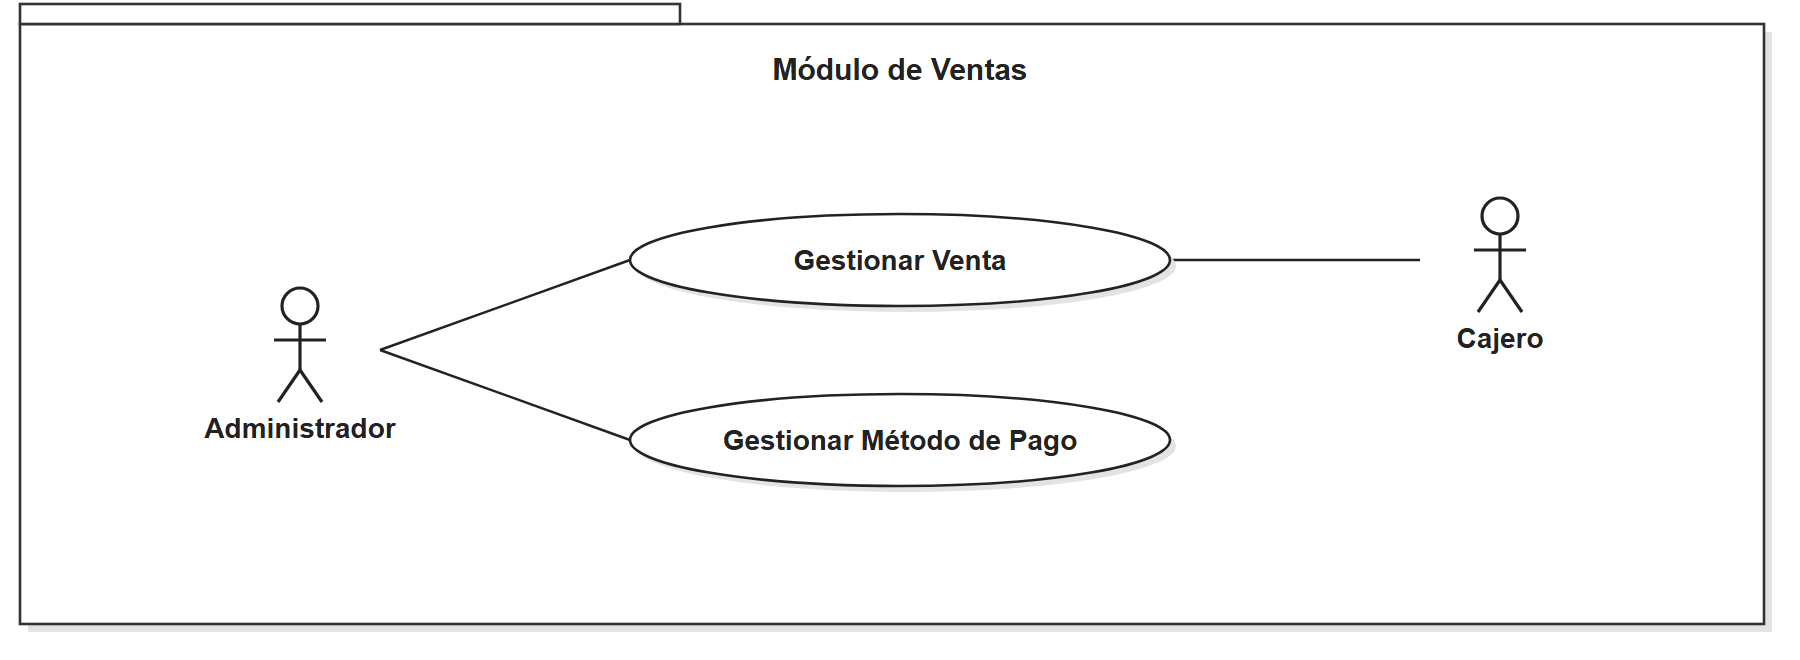 Módulo de Ventas
Gestionar Venta
Cajero
Administrador
Gestionar Método de Pago